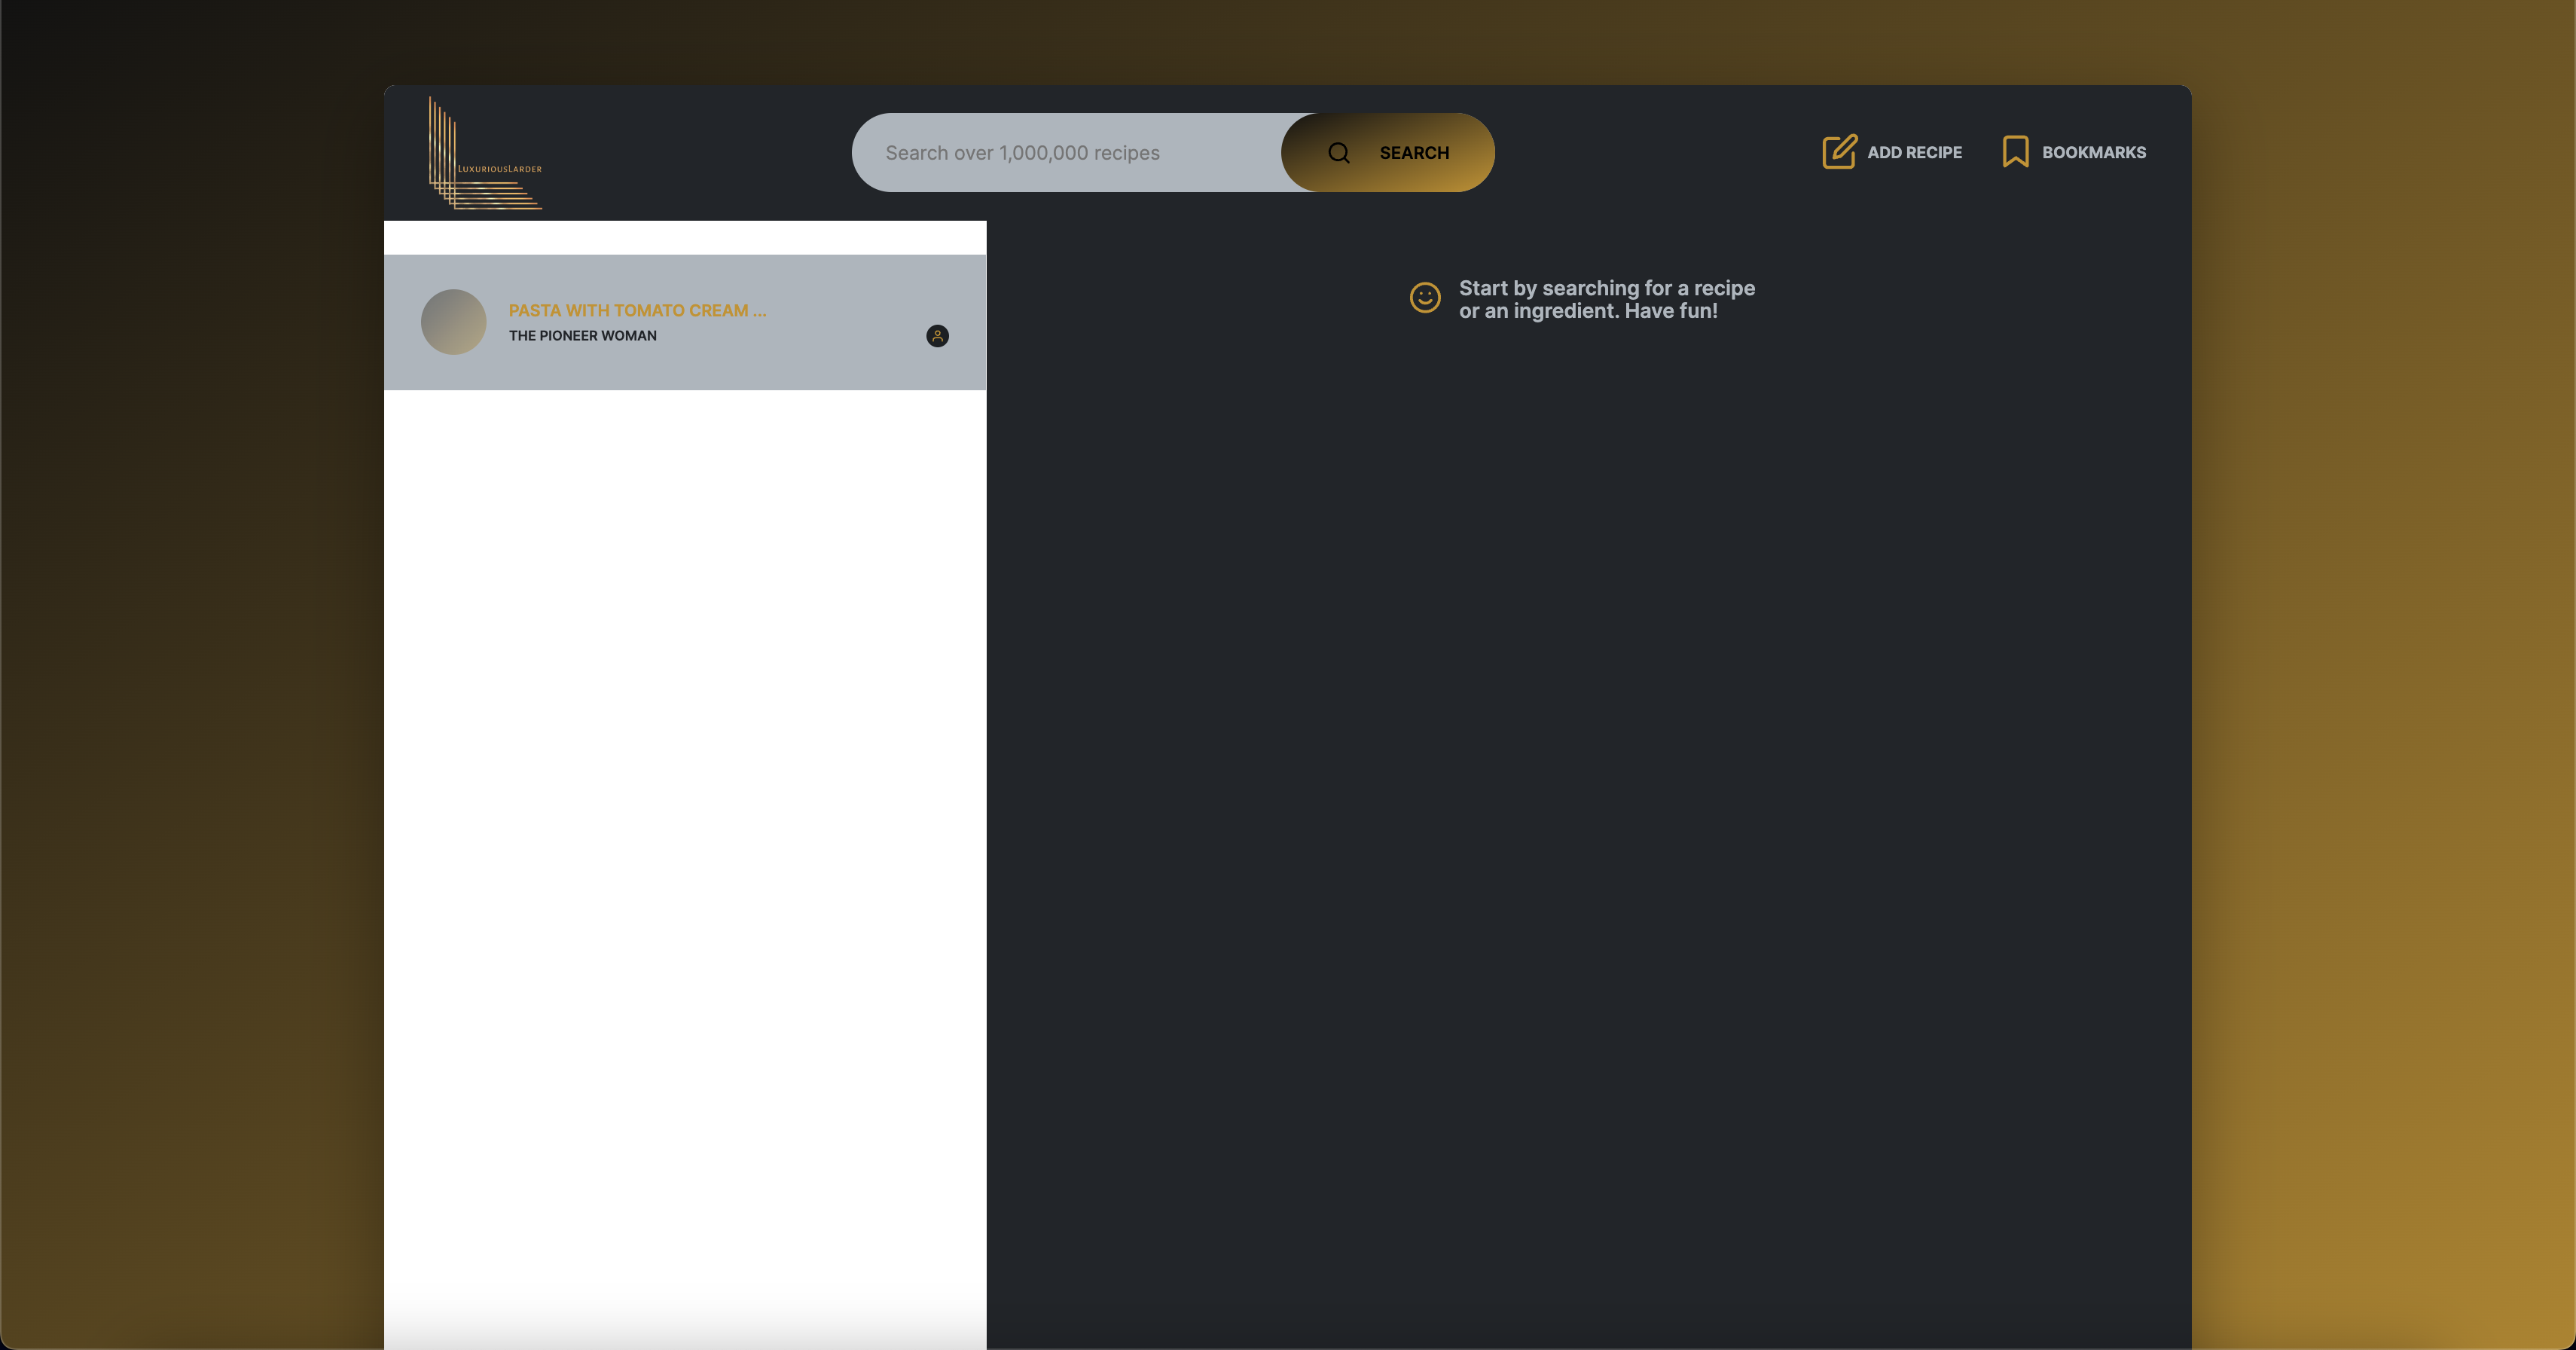 LUXURIOUSLARDER
Search over 1,000,000 recipes
SEARCH
ADD RECIPE
BOOKMARKS
PASTA WITH TOMATO CREAM ...
THE PIONEER WOMAN
Start by searching for a recipe
or an ingredient. Have fun!